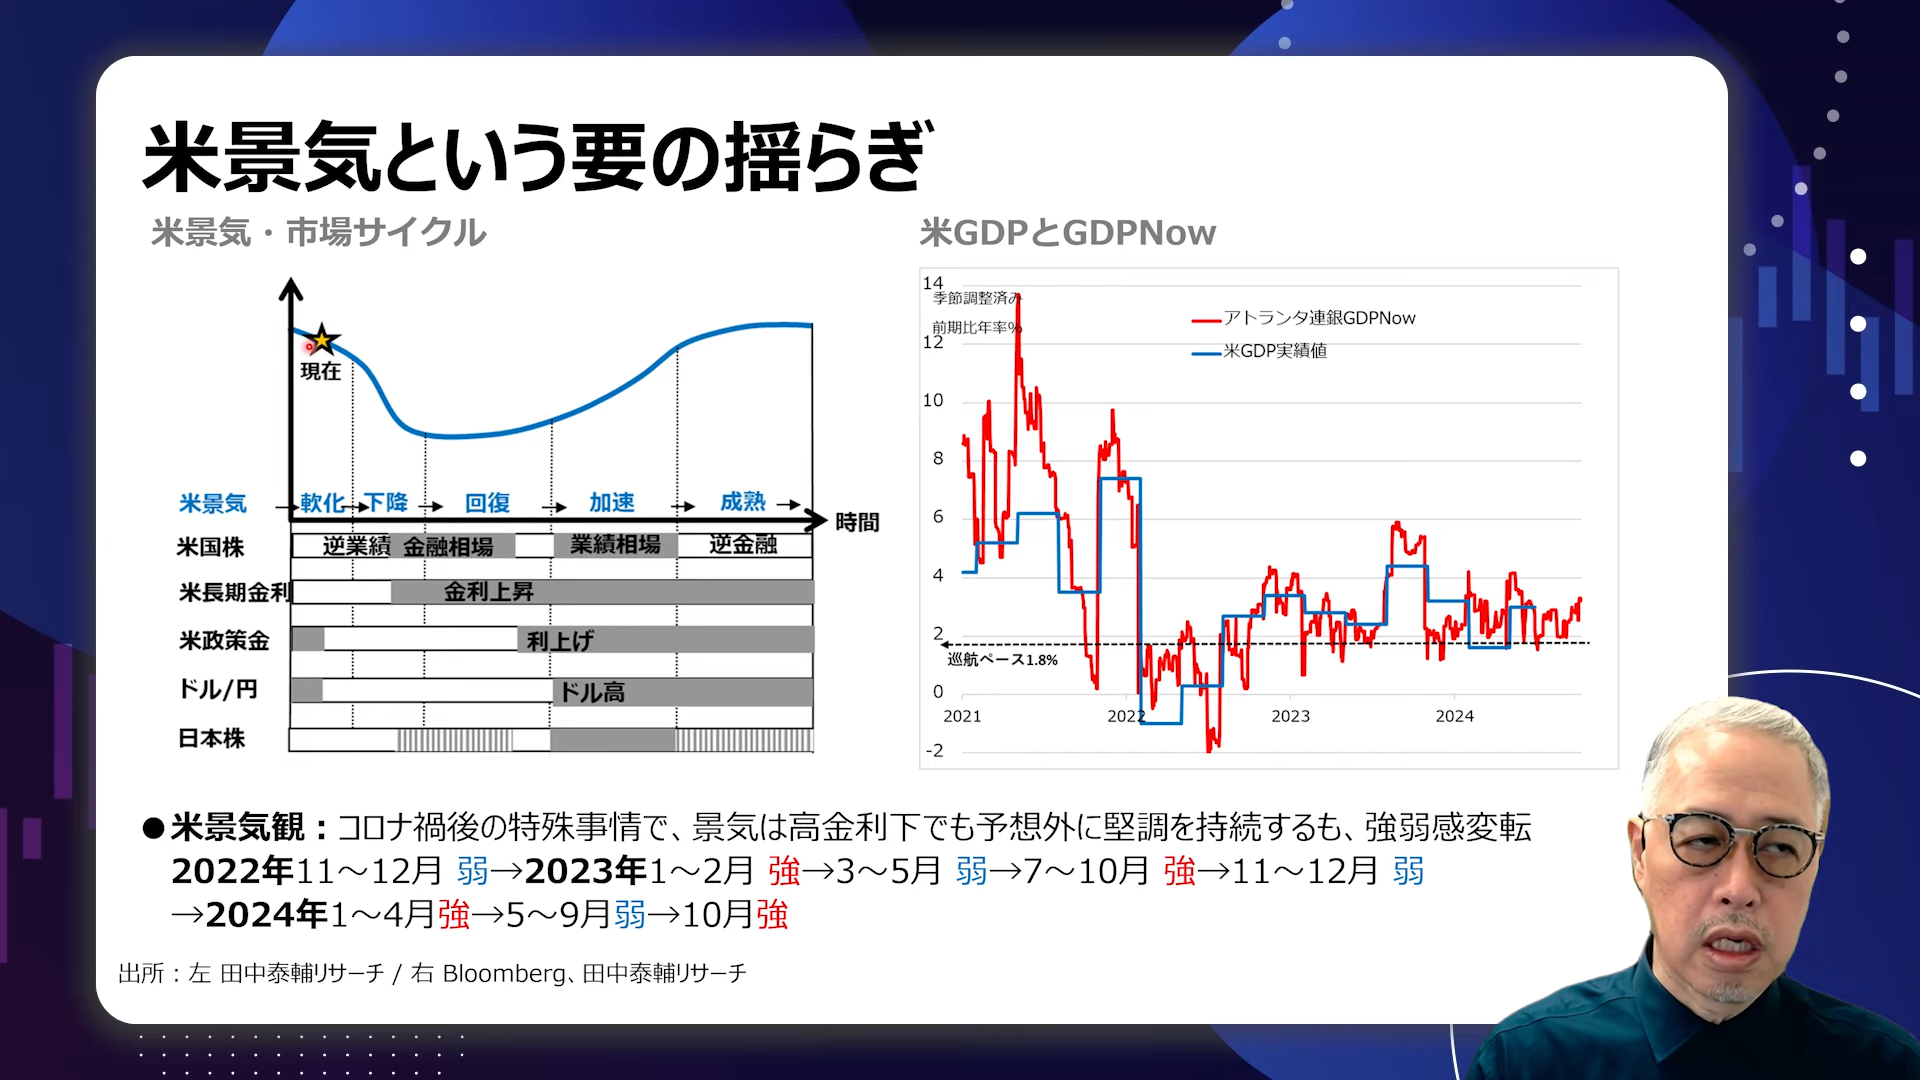 米景気という要の揺らぎ
米景気・市場サイクル
現在
米景気
軟化
下降
回復
加速
成熟
時間
米国株
逆業績
金融相場
業績相場
逆金融
米長期金利
金利上昇
米政策金
利上げ
ドル/円
ドル高
日本株
米GDPとGDPNow
季節調整済み
前期比年率%
アトランタ連銀GDPNow
米GDP実績値
14
12
10
8
6
4
2
0
-2
巡航ペース1.8%
2021
2022
2023
2024
●米景気観：コロナ禍後の特殊事情で、景気は高金利下でも予想外に堅調を持続するも、強弱感変転
2022年11～12月 弱→2023年1～2月 強→3～5月 弱→7～10月 強→11～12月 弱
→2024年1～4月強→5～9月弱→10月強
出所：左 田中泰輔リサーチ / 右 Bloomberg、田中泰輔リサーチ